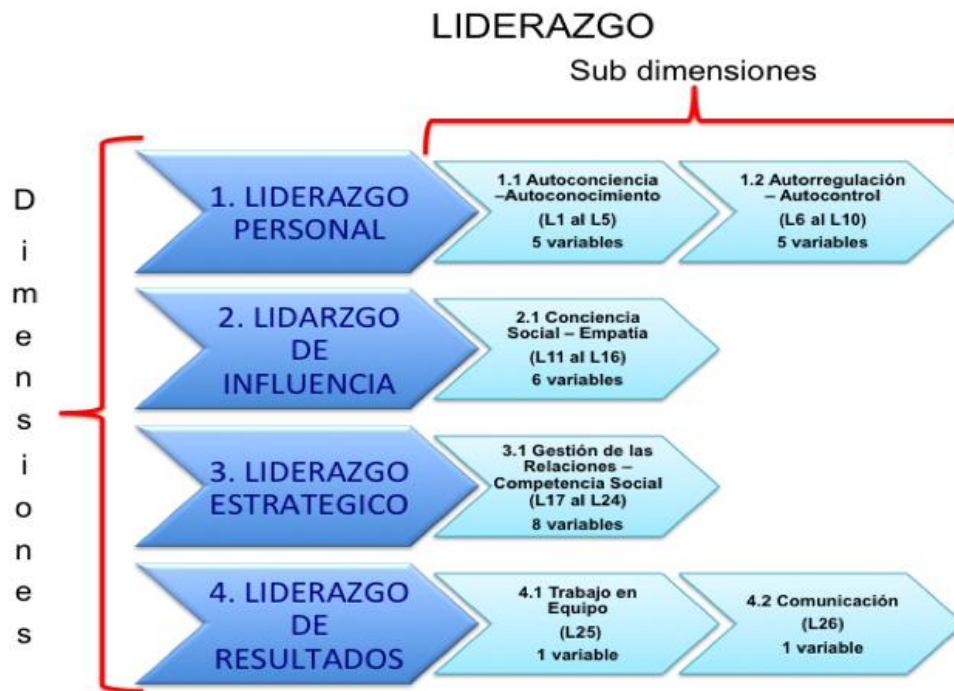 LIDERAZGO
Sub dimensiones
Dimensiones
1. LIDERAZGO
PERSONAL
1.1 Autoconciencia
–Autoconocimiento
(L1 al L5)
5 variables
1.2 Autorregulación
– Autocontrol
(L6 al L10)
5 variables
2. LIDARZGO
DE
INFLUENCIA
2.1 Conciencia
Social – Empatía
(L11 al L16)
6 variables
3. LIDERAZGO
ESTRATEGICO
3.1 Gestión de las
Relaciones –
Competencia Social
(L17 al L24)
8 variables
4. LIDERAZGO
DE
RESULTADOS
4.1 Trabajo en
Equipo
(L25)
1 variable
4.2 Comunicación
(L26)
1 variable